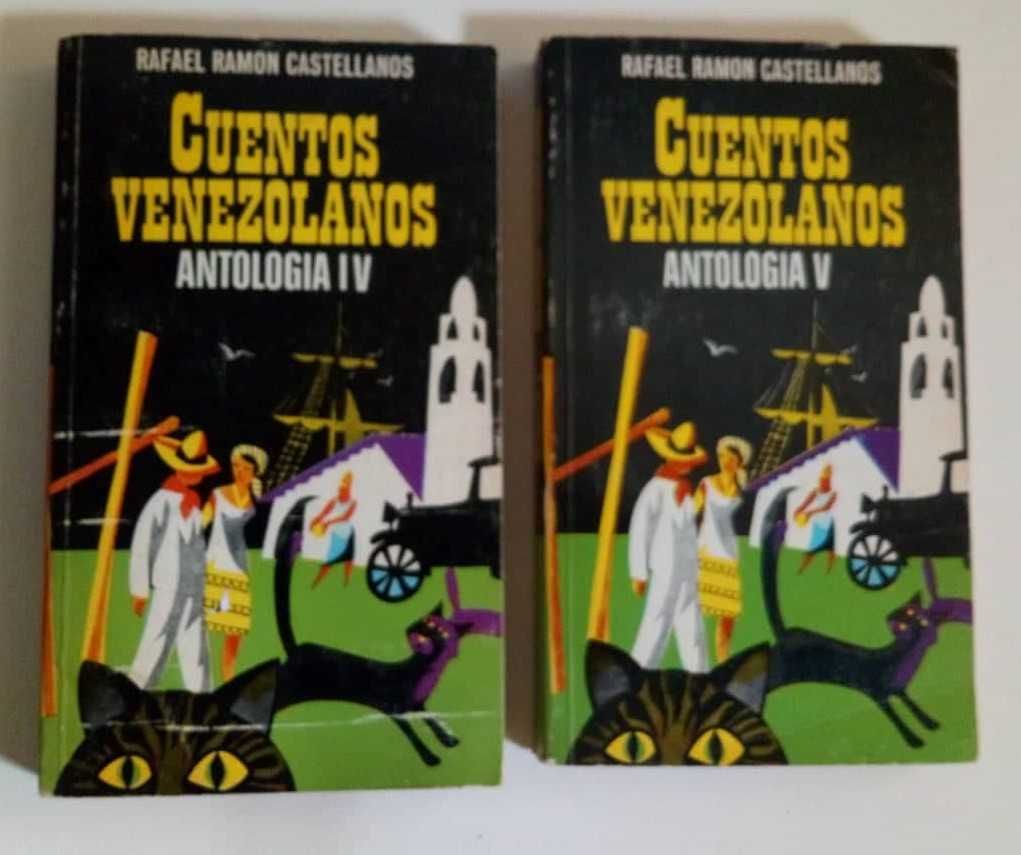 RAFAEL RAMON CASTELLANOS
CUENTOS
VENEZOLANOS
ANTOLOGIA IV
RAFAEL RAMON CASTELLANOS
CUENTOS
VENEZOLANOS
ANTOLOGIA V